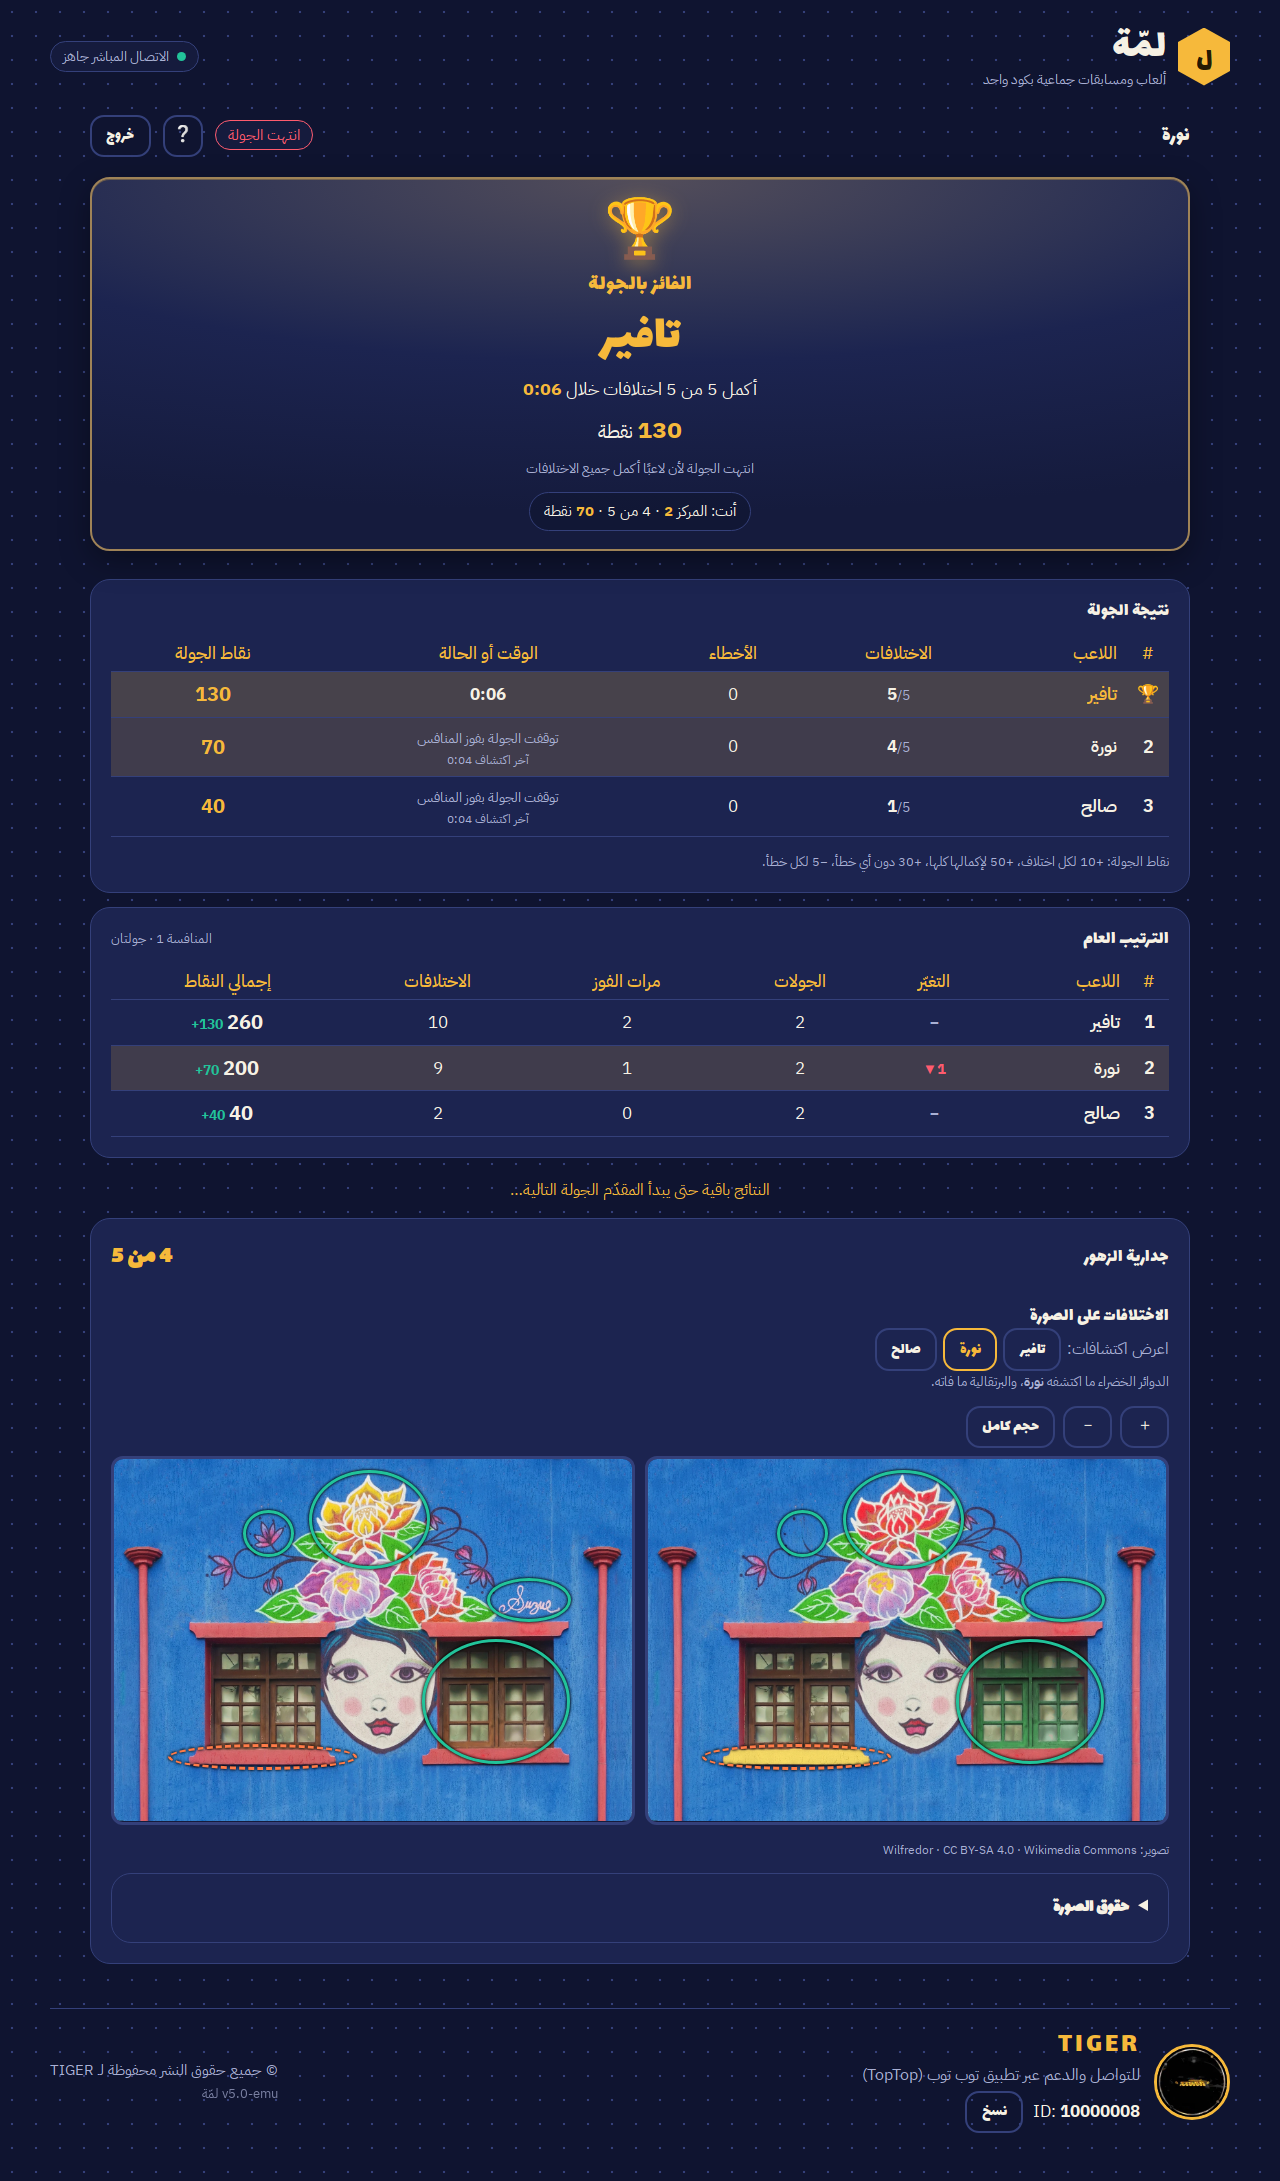 ل
لمّة
ألعاب ومسابقات جماعية بكود واحد
الاتصال المباشر جاهز
نورة
انتهت الجولة
?
خروج
الفائز بالجولة
تافير
أكمل 5 من 5 اختلافات خلال 0:06
130 نقطة
انتهت الجولة لأن لاعبًا أكمل جميع الاختلافات
أنت: المركز 2 · 4 من 5 · 70 نقطة
نتيجة الجولة
# اللاعب الاختلافات الأخطاء الوقت أو الحالة نقاط الجولة
تافير 5/5 0 0:06 130
2 نورة 4/5 0 توقفت الجولة بفوز المنافس 70
آخر اكتشاف 0:04
3 صالح 1/5 0 توقفت الجولة بفوز المنافس 40
آخر اكتشاف 0:04
نقاط الجولة: +10 لكل اختلاف، +50 لإكمالها كلها، +30 دون أي خطأ، −5 لكل خطأ.
الترتيب العام
المنافسة 1 · جولتان
# اللاعب التغيّر الجولات مرات الفوز الاختلافات إجمالي النقاط
1 تافير – 2 2 10 260 +130
2 نورة ▼1 2 1 9 200 +70
3 صالح – 2 0 2 40 +40
النتائج باقية حتى يبدأ المقدّم الجولة التالية...
جدارية الزهور
4 من 5
الاختلافات على الصورة
اعرض اكتشافات: تافير نورة صالح
الدوائر الخضراء ما اكتشفه نورة، والبرتقالية ما فاته.
+ − حجم كامل
Suzue
تصوير: Wilfredor · CC BY-SA 4.0 · Wikimedia Commons
حقوق الصورة
TIGER
للتواصل والدعم عبر تطبيق توب توب (TopTop)
ID: 10000008
نسخ
© جميع حقوق النشر محفوظة لـ TIGER
لمّة v5.0-emu